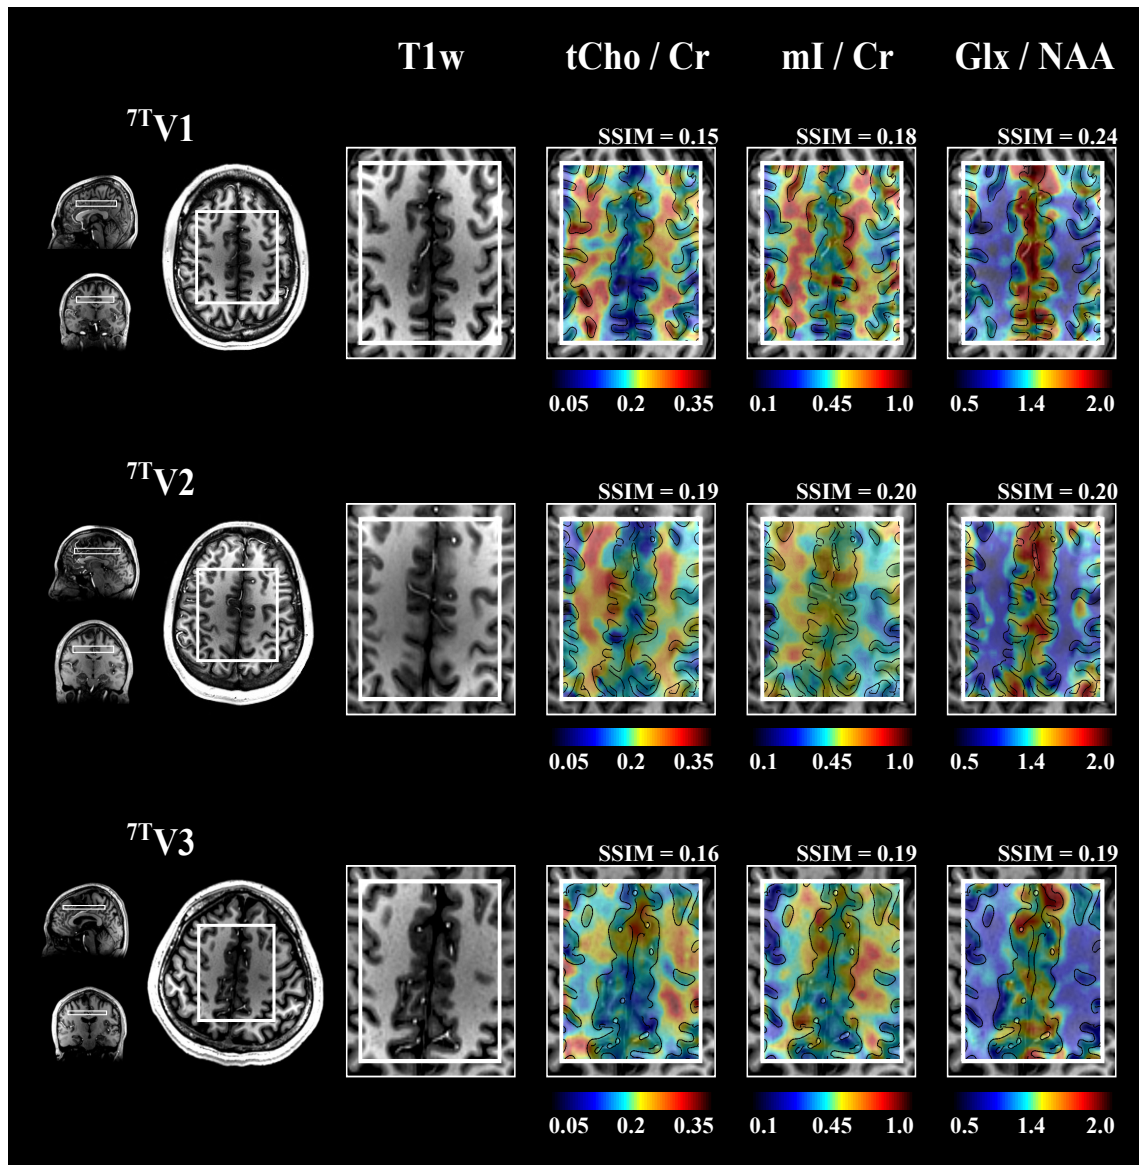 T1w tCho / Cr mI / Cr Glx / NAA
7TV1
SSIM = 0.15 SSIM = 0.18 SSIM = 0.24
0.05 0.2 0.35 0.1 0.45 1.0 0.5 1.4 2.0
7TV2
SSIM = 0.19 SSIM = 0.20 SSIM = 0.20
0.05 0.2 0.35 0.1 0.45 1.0 0.5 1.4 2.0
7TV3
SSIM = 0.16 SSIM = 0.19 SSIM = 0.19
0.05 0.2 0.35 0.1 0.45 1.0 0.5 1.4 2.0